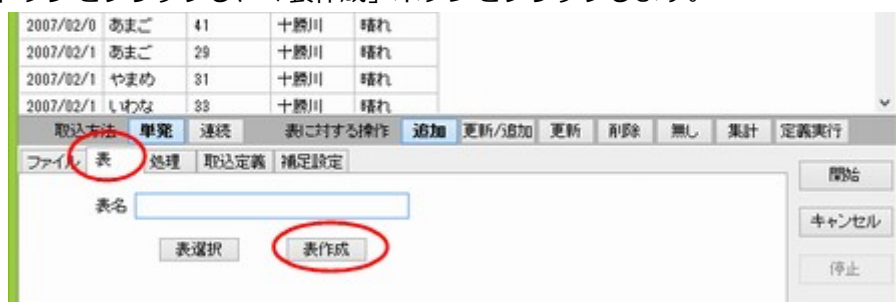 タブをクリックし、「表作成」ボタンをクリックします。
2007/02/0 あまご 41 十勝川 晴れ
2007/02/1 あまご 29 十勝川 晴れ
2007/02/1 やまめ 31 十勝川 晴れ
2007/02/1 いわな 33 十勝川 晴れ
取込方法 単発 連続 表に対する操作 追加 更新/追加 更新 削除 無し 集計 定義実行
ファイル 表 処理 取込定義 補足設定
開始
表名
キャンセル
表選択 表作成
停止